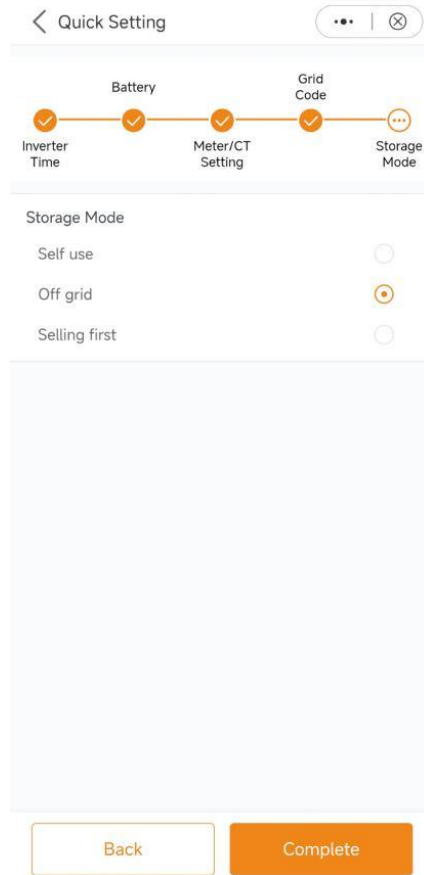 Quick Setting
Battery
Grid
Code
Inverter
Time
Meter/CT
Setting
Storage
Mode
Storage Mode
Self use
Off grid
Selling first
Back
Complete